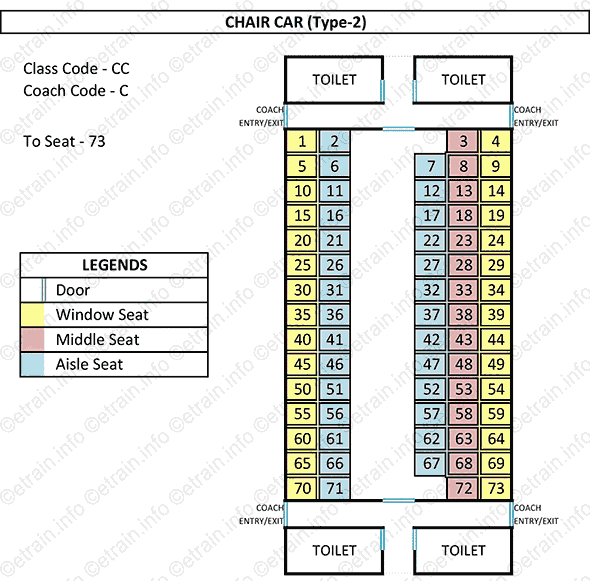 CHAIR CAR (Type-2)
Class Code - CC
Coach Code - C
To Seat - 73
TOILET TOILET
COACH ENTRY/EXIT COACH ENTRY/EXIT
1 2 3 4
5 6 7 8 9
10 11 12 13 14
15 16 17 18 19
20 21 22 23 24
25 26 27 28 29
30 31 32 33 34
35 36 37 38 39
40 41 42 43 44
45 46 47 48 49
50 51 52 53 54
55 56 57 58 59
60 61 62 63 64
65 66 67 68 69
70 71 72 73
COACH ENTRY/EXIT COACH ENTRY/EXIT
TOILET TOILET
LEGENDS
Door
Window Seat
Middle Seat
Aisle Seat
©etrain.info